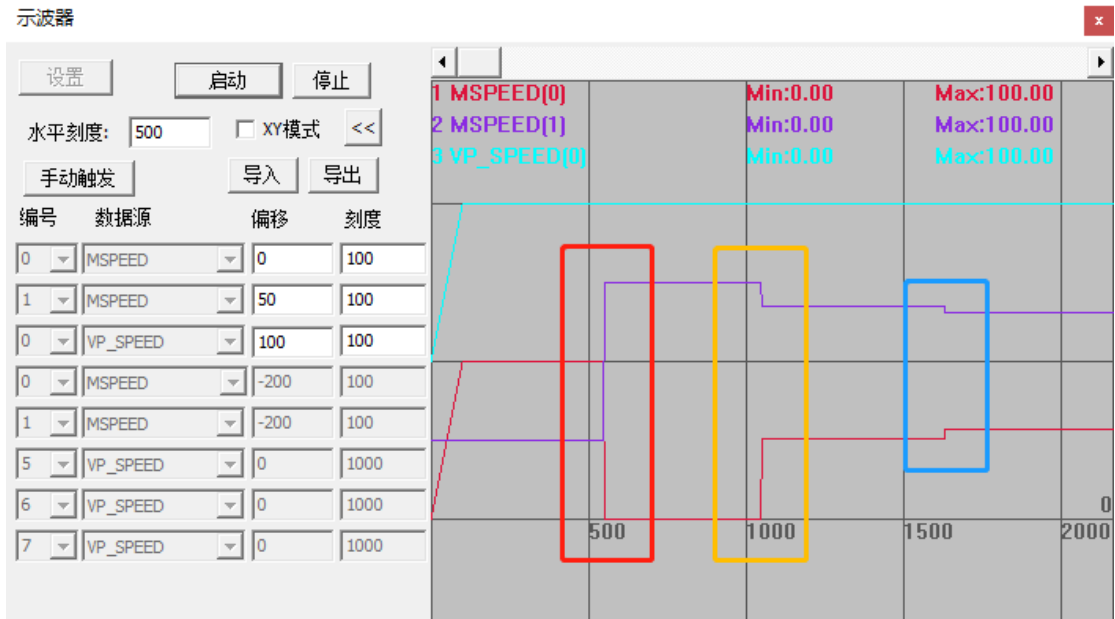 示波器
x
设置 启动 停止
水平刻度: 500 XY模式 <<
手动触发 导入 导出
编号 数据源 偏移 刻度
0 MSPEED 0 100
1 MSPEED 50 100
0 VP_SPEED 100 100
0 MSPEED -200 100
1 MSPEED -200 100
5 VP_SPEED 0 1000
6 VP_SPEED 0 1000
7 VP_SPEED 0 1000
1 MSPEED(0) Min:0.00 Max:100.00
2 MSPEED(1) Min:0.00 Max:100.00
3 VP_SPEED(0) Min:0.00 Max:100.00
0
500 1000 1500 2000